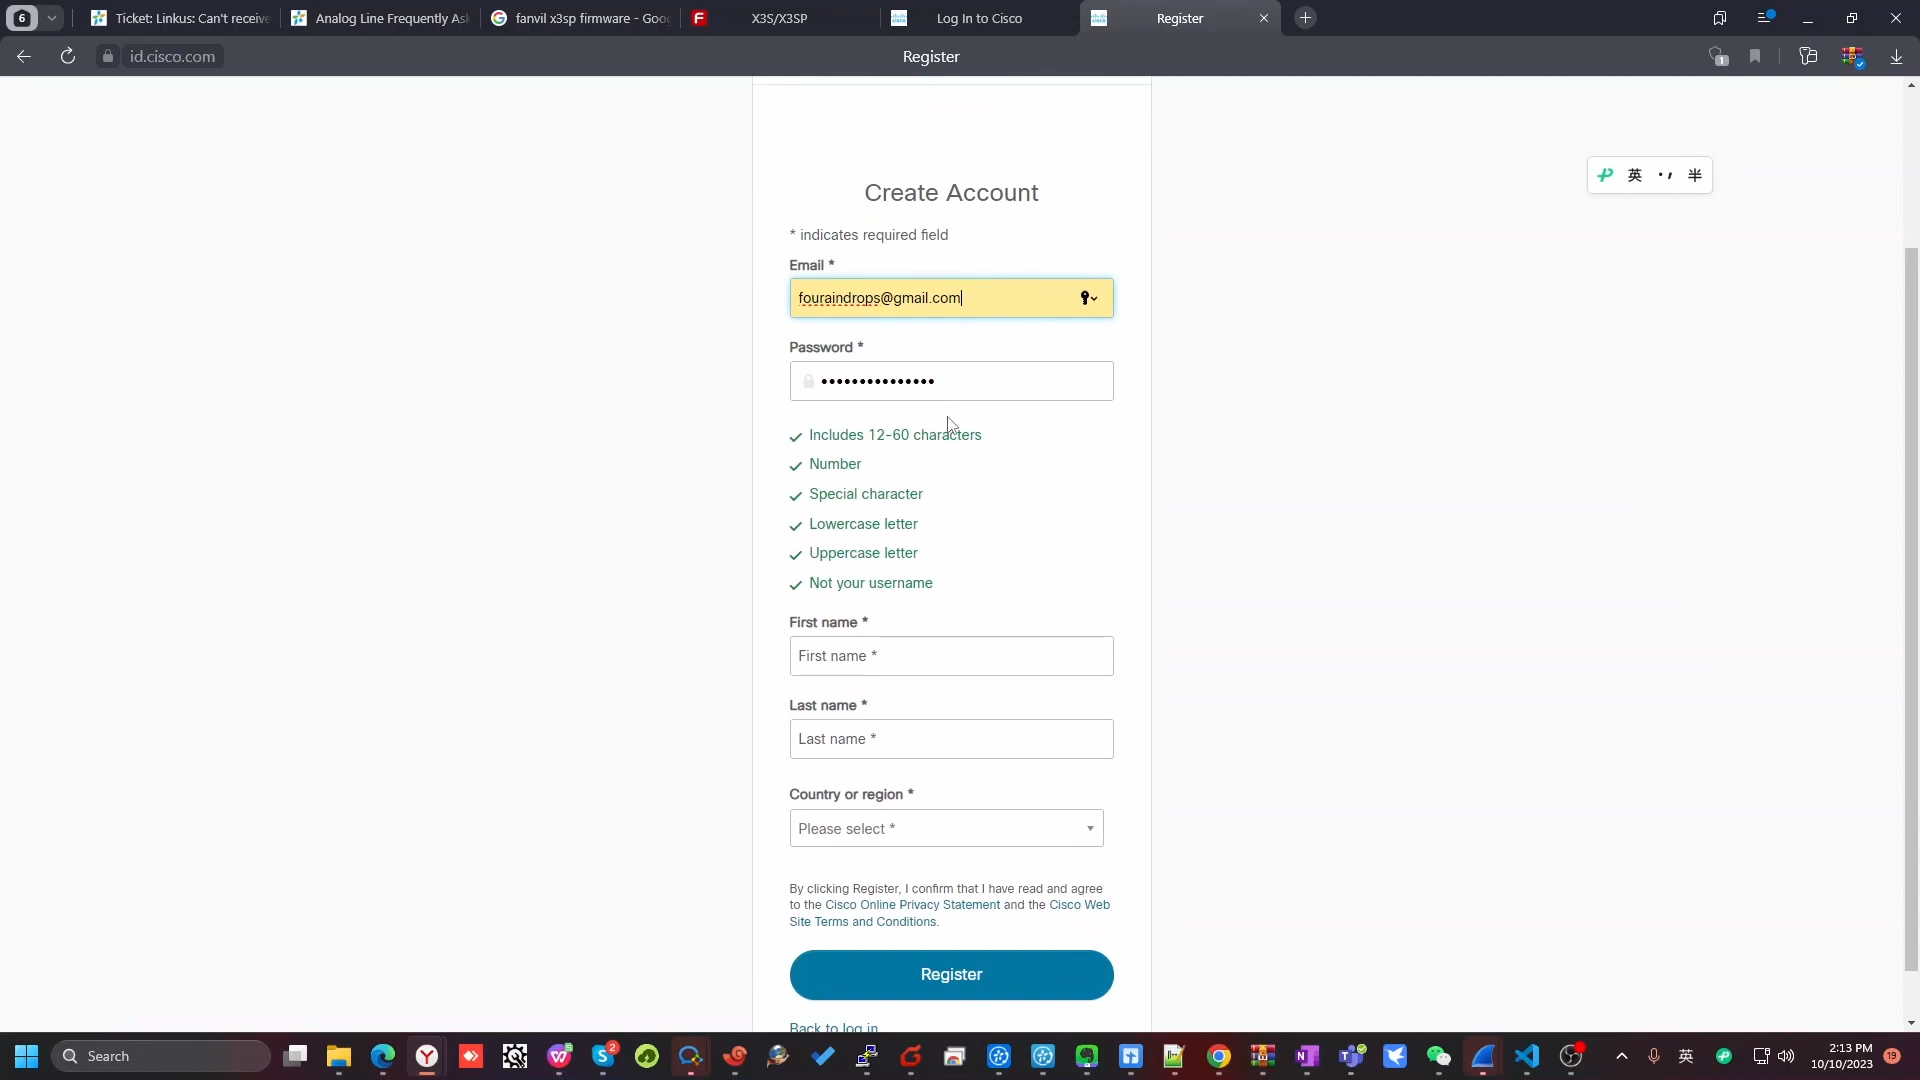 6
Ticket: Linkus: Can't receive
Analog Line Frequently Ask
fanvil x3sp firmware - Goog
X3S/X3SP
Log In to Cisco
Register
id.cisco.com
Register
1
Create Account
* indicates required field
Email *
fouraindrops@gmail.com
Password *
•••••••••••••••
Includes 12-60 characters
Number
Special character
Lowercase letter
Uppercase letter
Not your username
First name *
First name *
Last name *
Last name *
Country or region *
Please select *
By clicking Register, I confirm that I have read and agree
to the Cisco Online Privacy Statement and the Cisco Web
Site Terms and Conditions.
Register
Back to log in
英 半
Search
2
英
2:13 PM
10/10/2023
19